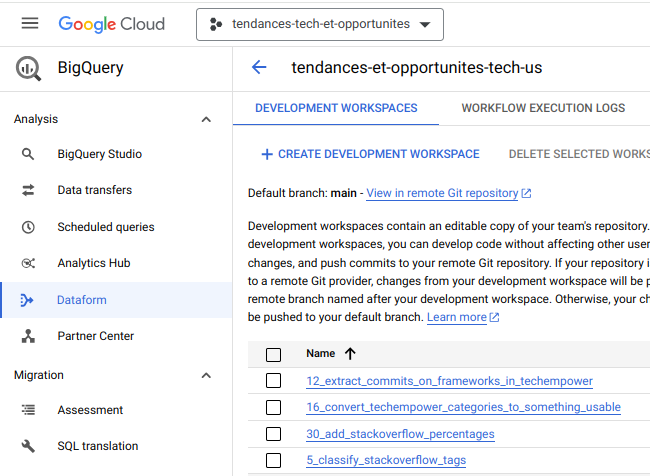 Google Cloud
tendances-tech-et-opportunites
BigQuery
tendances-et-opportunites-tech-us
Analysis
DEVELOPMENT WORKSPACES
WORKFLOW EXECUTION LOGS
BigQuery Studio
CREATE DEVELOPMENT WORKSPACE
DELETE SELECTED WORKS
Data transfers
Default branch: main - View in remote Git repository
Scheduled queries
Development workspaces contain an editable copy of your team's repository.
development workspaces, you can develop code without affecting other user
Analytics Hub
changes, and push commits to your remote Git repository. If your repository i
to a remote Git provider, changes from your development workspace will be p
Dataform
remote branch named after your development workspace. Otherwise, your ch
be pushed to your default branch. Learn more
Partner Center
Name
Migration
12_extract_commits_on_frameworks_in_techempower
Assessment
16_convert_techempower_categories_to_something_usable
30_add_stackoverflow_percentages
SQL translation
5_classify_stackoverflow_tags